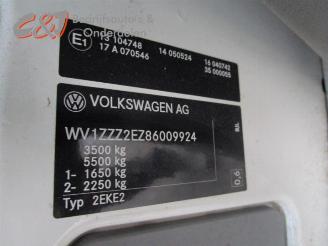 C&J Bedrijfsauto's &
Onderdelen
E1 13 104748 14 050524 16 040742
17 A 070546 35 000055
VOLKSWAGEN AG
WV1ZZZ2EZ86009924
3500 kg
5500 kg
1- 1650 kg
2- 2250 kg
Typ 2EKE2
0,6